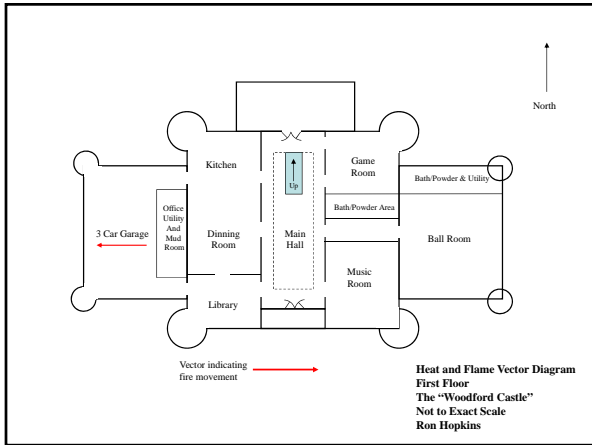 North
Kitchen
Game
Room
Up
Bath/Powder & Utility
Office
Utility
And
Mud
Room
Bath/Powder Area
3 Car Garage
Dinning
Room
Main
Hall
Ball Room
Music
Room
Library
Vector indicating
fire movement
Heat and Flame Vector Diagram
First Floor
The “Woodford Castle”
Not to Exact Scale
Ron Hopkins